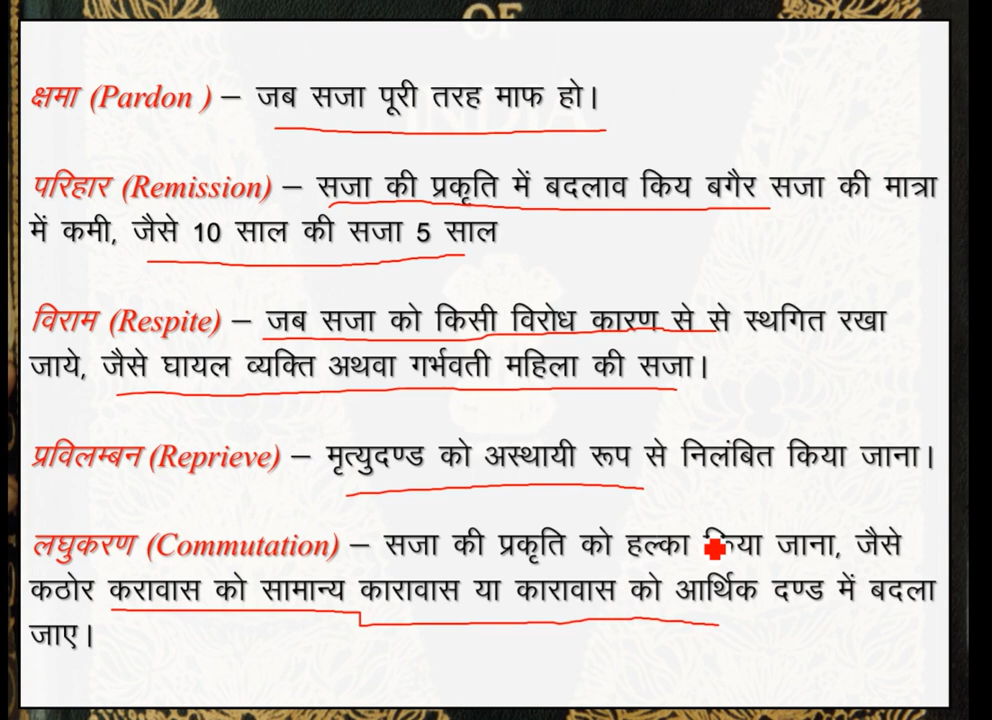 OF
INDIA
क्षमा (Pardon ) – जब सजा पूरी तरह माफ हो।
परिहार (Remission) – सजा की प्रकृति में बदलाव किय बगैर सजा की मात्रा
में कमी, जैसे 10 साल की सजा 5 साल
विराम (Respite) – जब सजा को किसी विरोध कारण से से स्थगित रखा
जाये, जैसे घायल व्यक्ति अथवा गर्भवती महिला की सजा।
प्रविलम्बन (Reprieve) – मृत्युदण्ड को अस्थायी रूप से निलंबित किया जाना।
लघुकरण (Commutation) – सजा की प्रकृति को हल्का किया जाना, जैसे
कठोर करावास को सामान्य कारावास या कारावास को आर्थिक दण्ड में बदला
जाए।